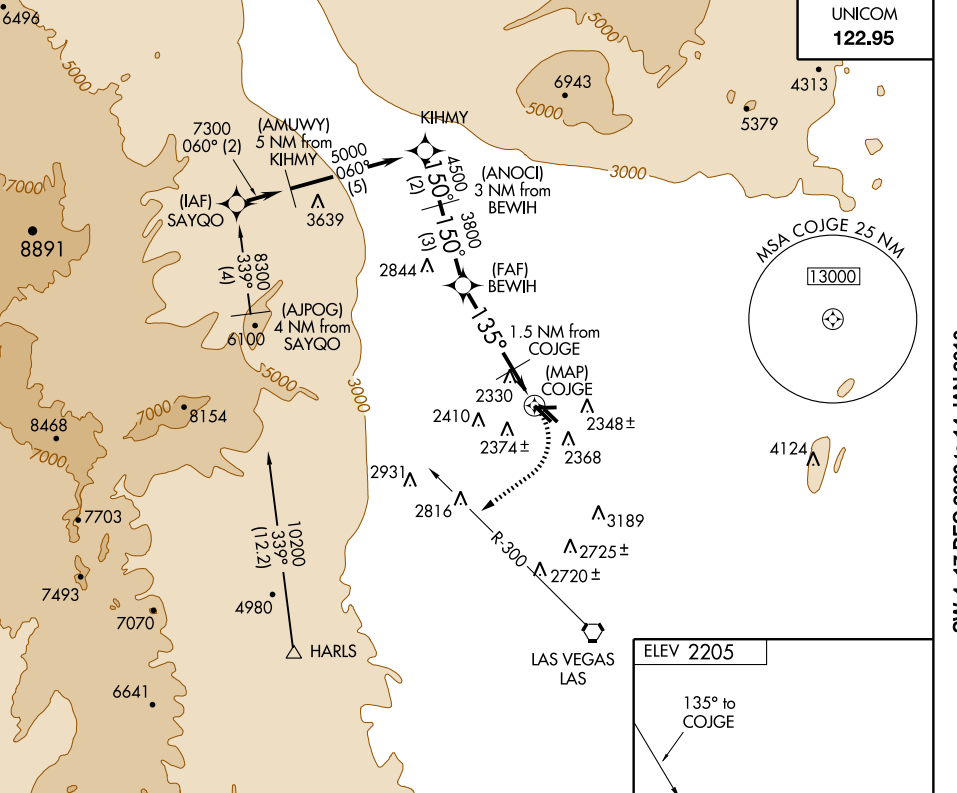 6496
UNICOM
122.95
5000
5000
6943
5000
4313
5379
7300
060° (2)
(AMUWY)
5 NM from
KIHMY
KIHMY
5000
060°
(5)
4500
150°
(2)
(ANOCI)
3 NM from
BEWIH
3000
7000
(IAF)
SAYQO
3639
3800
150°
(3)
8891
MSA COJGE 25 NM
13000
8300
339°
(4)
2844
(FAF)
BEWIH
(AJPOG)
4 NM from
SAYQO
6100
135°
1.5 NM from
COJGE
(MAP)
COJGE
5000
3000
2330
7000
8154
2410
2374 ±
2348 ±
8468
7000
2368
4124
2931
2816
7703
10200
339°
(12.2)
3189
R-300
2725 ±
2720 ±
7493
4980
7070
HARLS
LAS VEGAS
LAS
ELEV 2205
6641
135° to
COJGE